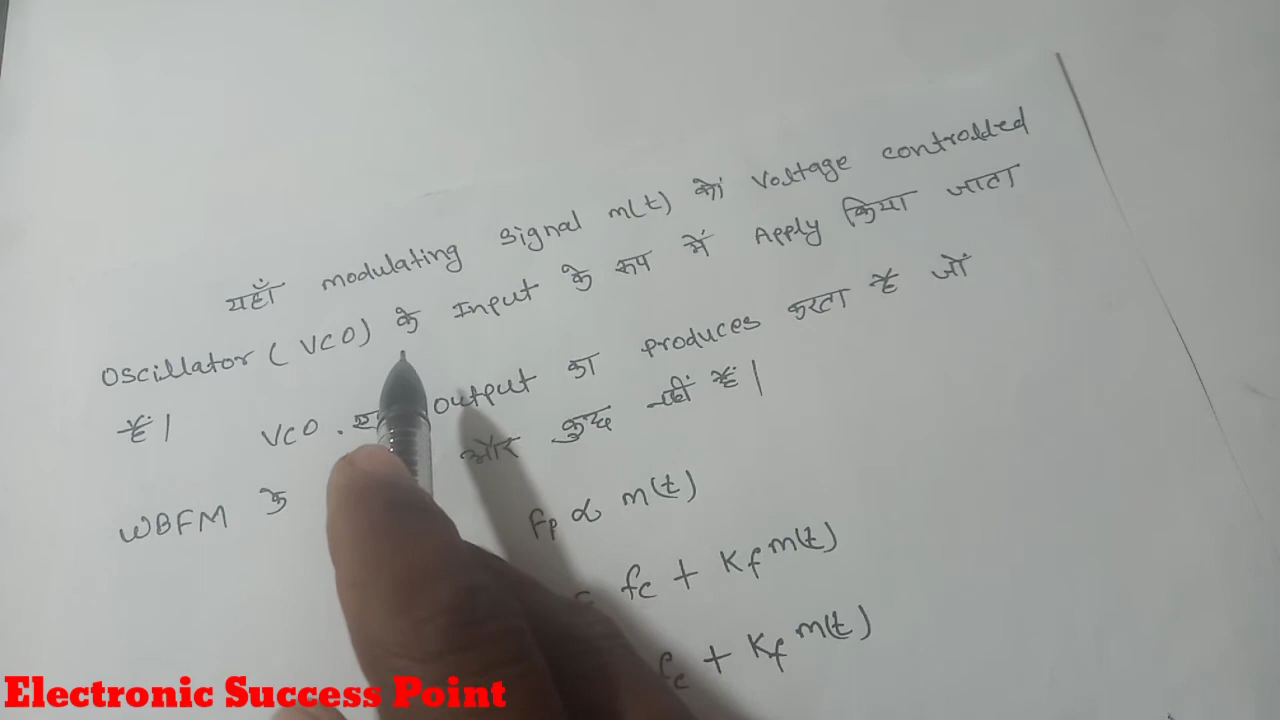 यहाँ modulating signal m(t) को Voltage controlled
Oscillator (VCO) के Input के रूप में Apply किया जाता
हैं। VCO. output का produces करता है जों
WBFM के और कुछ नहीं हैं।
Fp ∝ m(t)
fc + Kf m(t)
fc + Kf m(t)
Electronic Success Point